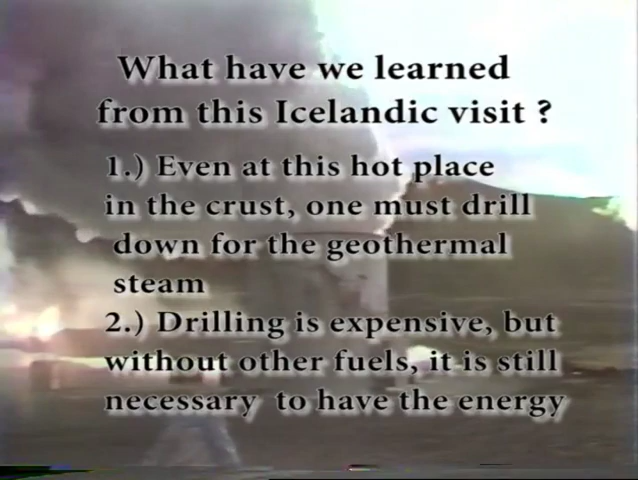 What have we learned
from this Icelandic visit ?
1.) Even at this hot place
in the crust, one must drill
down for the geothermal
steam
2.) Drilling is expensive, but
without other fuels, it is still
necessary to have the energy